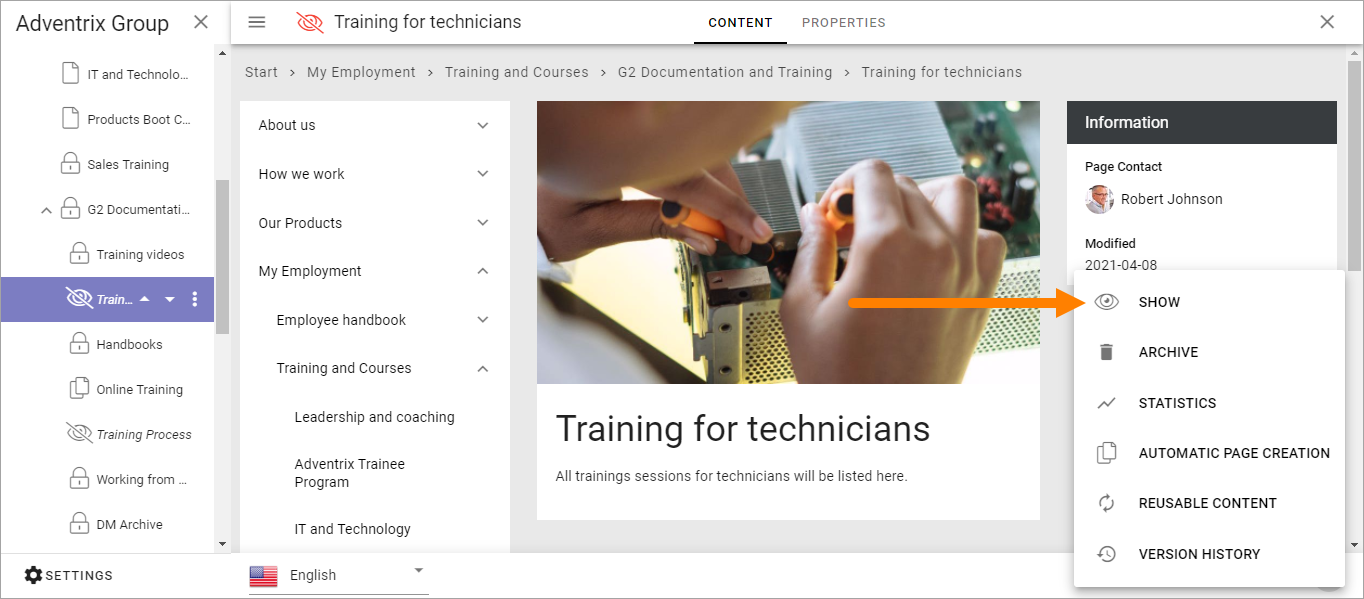 Adventrix Group
IT and Technolo...
Products Boot C...
Sales Training
G2 Documentati...
Training videos
Train...
Handbooks
Online Training
Training Process
Working from ...
DM Archive
SETTINGS
Training for technicians
CONTENT PROPERTIES
Start > My Employment > Training and Courses > G2 Documentation and Training > Training for technicians
About us
How we work
Our Products
My Employment
Employee handbook
Training and Courses
Leadership and coaching
Adventrix Trainee
Program
IT and Technology
English
Training for technicians
All trainings sessions for technicians will be listed here.
Information
Page Contact
Robert Johnson
Modified
2021-04-08
SHOW
ARCHIVE
STATISTICS
AUTOMATIC PAGE CREATION
REUSABLE CONTENT
VERSION HISTORY